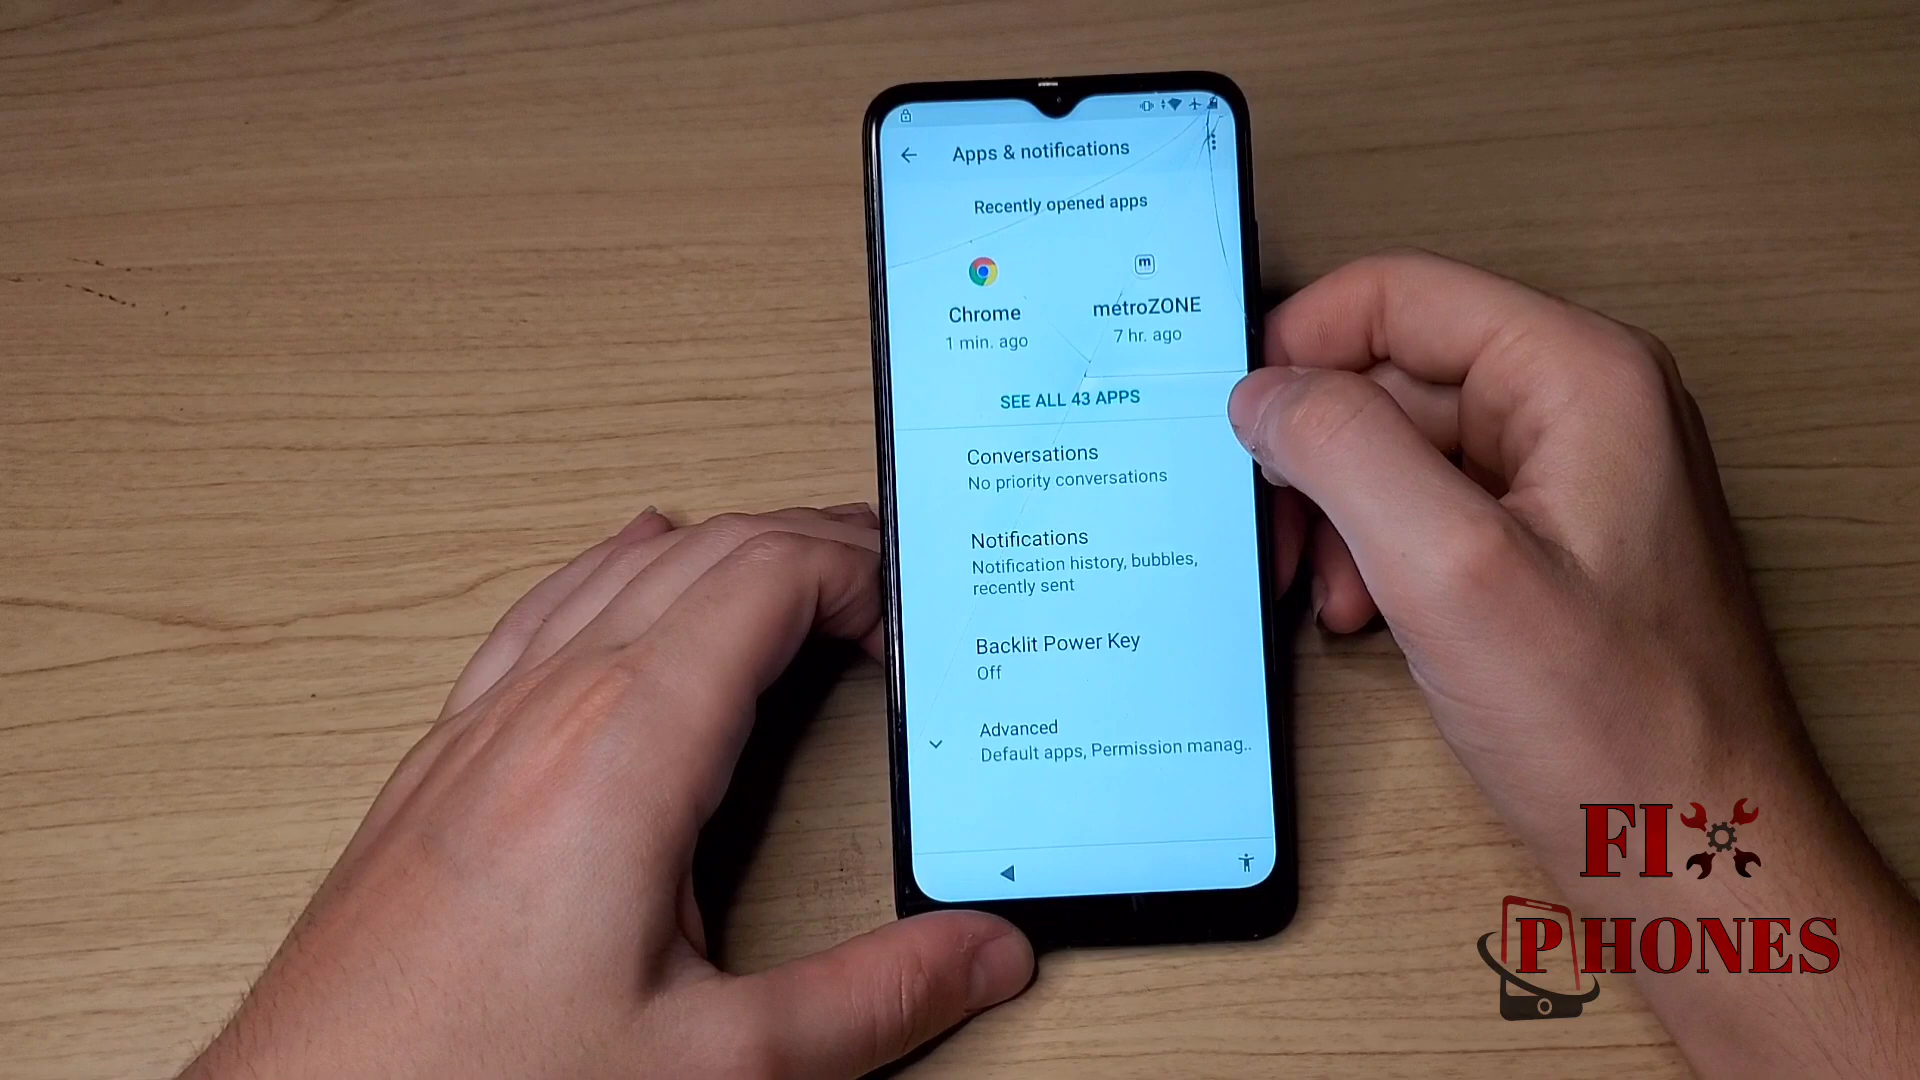 Apps & notifications
Recently opened apps
m
Chrome
metroZONE
1 min. ago
7 hr. ago
SEE ALL 43 APPS
Conversations
No priority conversations
Notifications
Notification history, bubbles,
recently sent
Backlit Power Key
Off
Advanced
Default apps, Permission manag..
FIX
PHONES